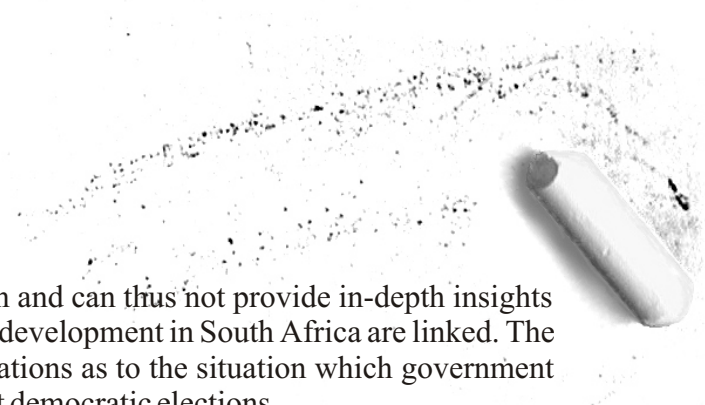 and can thus not provide in-depth insights
development in South Africa are linked. The
ations as to the situation which government
democratic elections